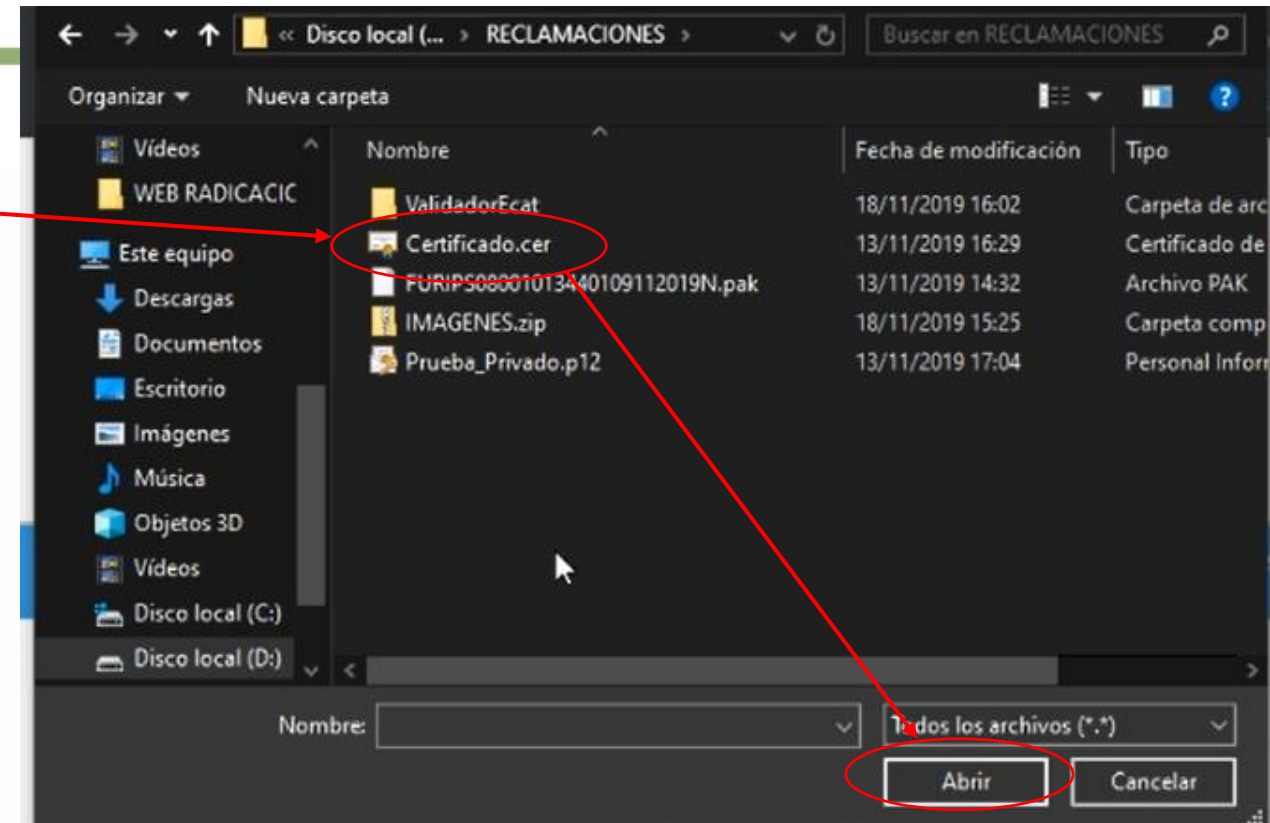 « Disco local (... > RECLAMACIONES >
Buscar en RECLAMACIONES
Organizar
Nueva carpeta
Vídeos
WEB RADICACIC
Este equipo
Descargas
Documentos
Escritorio
Imágenes
Música
Objetos 3D
Vídeos
Disco local (C:)
Disco local (D:)
Nombre Fecha de modificación Tipo
ValidadorEcat 18/11/2019 16:02 Carpeta de arc
Certificado.cer 13/11/2019 16:29 Certificado de
13/11/2019 14:32 Archivo PAK
IMAGENES.zip 18/11/2019 15:25 Carpeta comp
Prueba_Privado.p12 13/11/2019 17:04 Personal Inforr
Nombre:
Todos los archivos (*.*)
Abrir
Cancelar